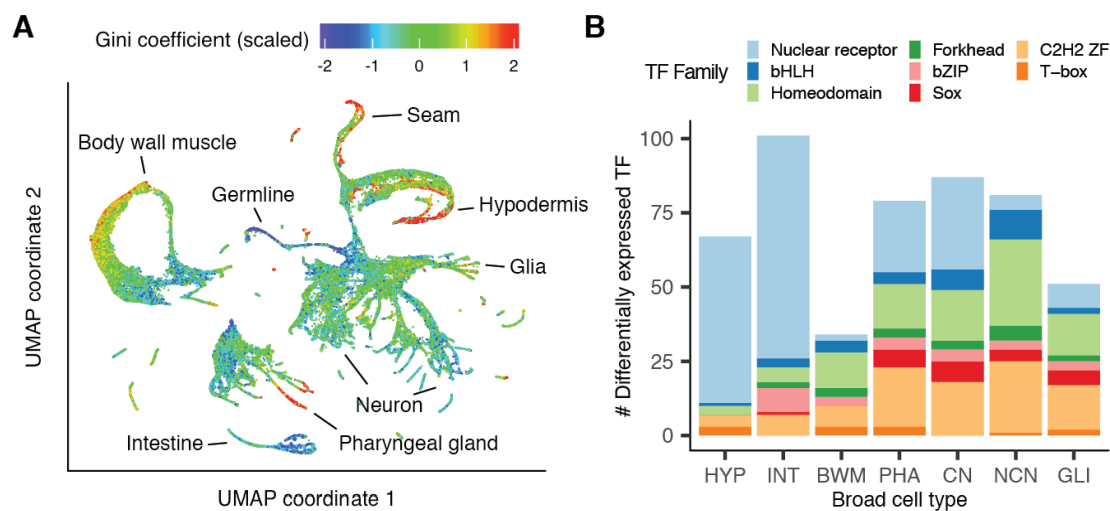 A
Gini coefficient (scaled)
-2 -1 0 1 2
Seam
Body wall muscle
Germline
Hypodermis
Glia
Neuron
Intestine
Pharyngeal gland
UMAP coordinate 2
UMAP coordinate 1
B
TF Family
Nuclear receptor
bHLH
Homeodomain
Forkhead
bZIP
Sox
C2H2 ZF
T-box
# Differentially expressed TF
100
75
50
25
0
HYP INT BWM PHA CN NCN GLI
Broad cell type